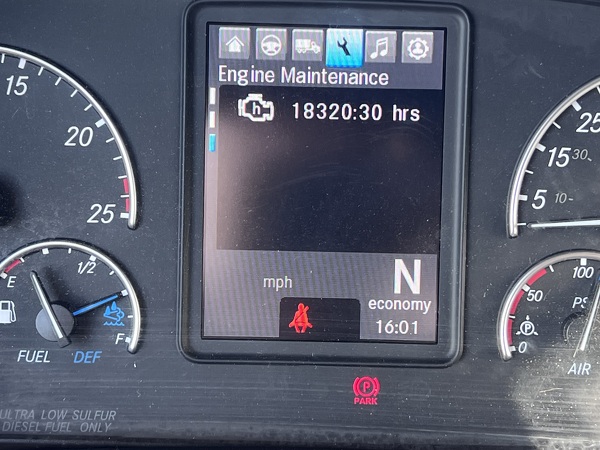 Engine Maintenance
h 18320:30 hrs
mph
N
economy
16:01
15
20
25
E
1/2
F
FUEL DEF
ULTRA LOW SULFUR
DIESEL FUEL ONLY
P
PARK
25
15 30
5 10
100
50
P
0
AIR